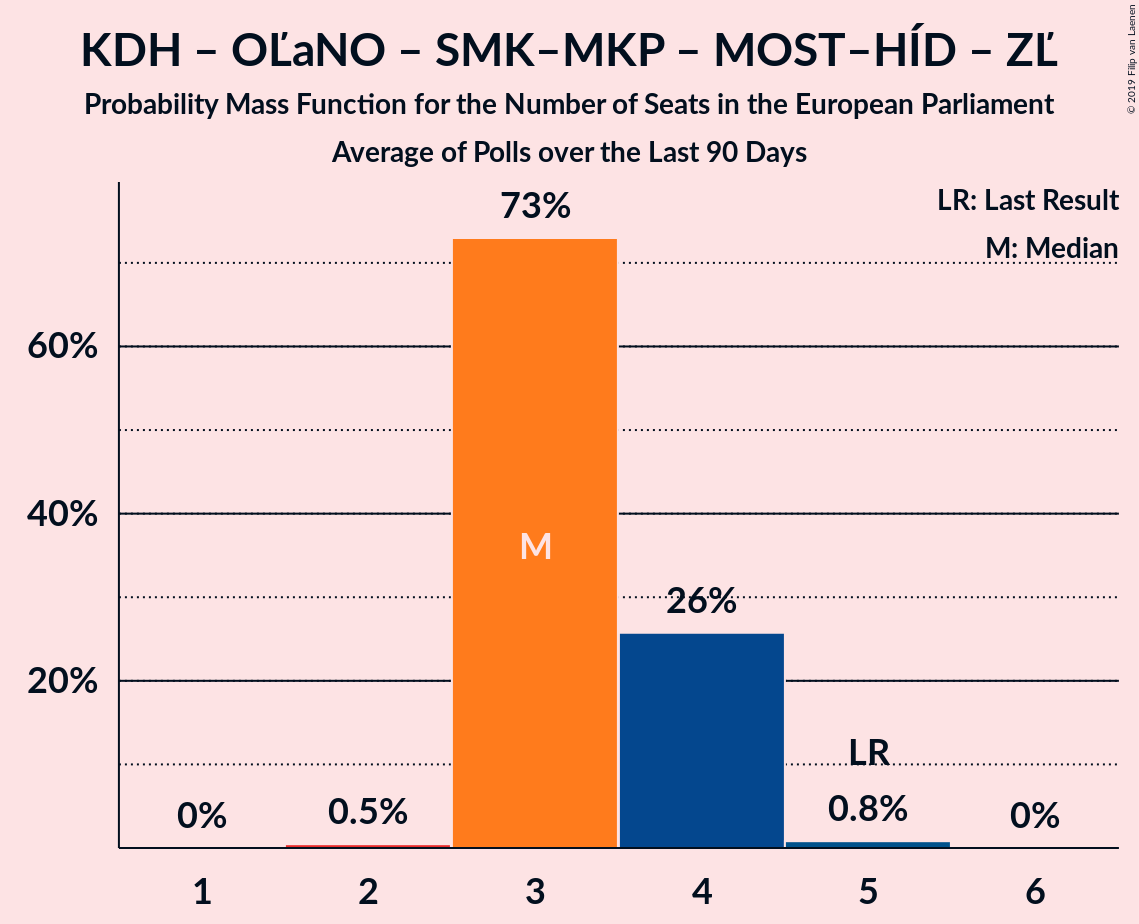 KDH – OĽaNO – SMK–MKP – MOST–HÍD – ZĽ
Probability Mass Function for the Number of Seats in the European Parliament
Average of Polls over the Last 90 Days
© 2019 Filip van Laenen
LR: Last Result
M: Median
73%
60%
M
40%
26%
20%
LR
0%
0.5%
0.8%
0%
1
2
3
4
5
6